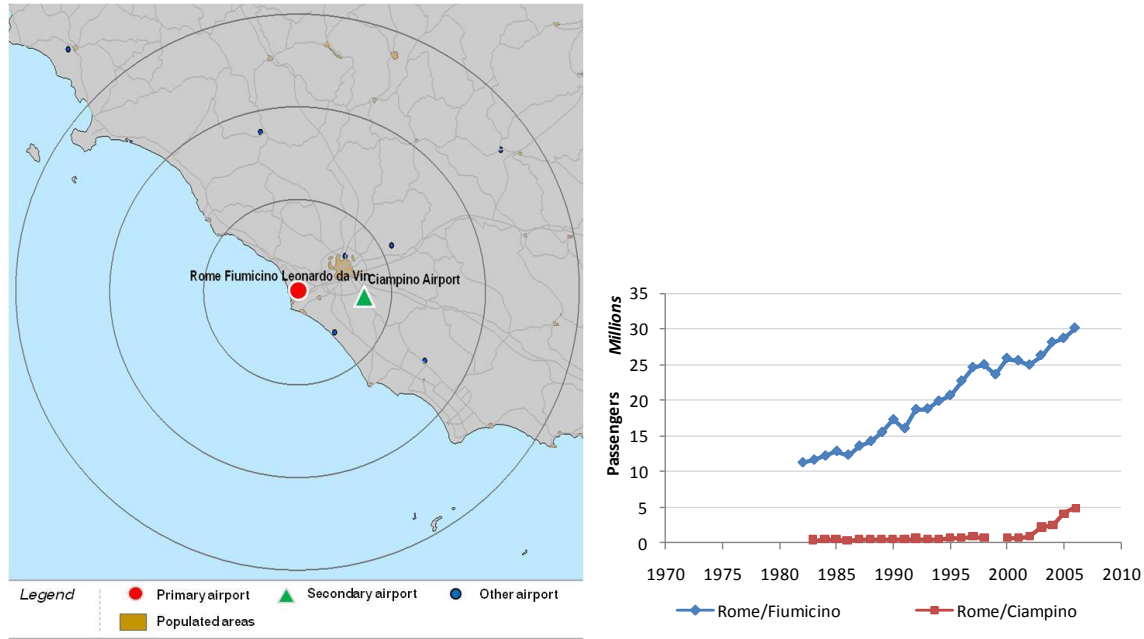 Rome Fiumicino Leonardo da Vin
Ciampino Airport
Legend
Primary airport
Secondary airport
Other airport
Populated areas
Passengers
Millions
35
30
25
20
15
10
5
0
1970 1975 1980 1985 1990 1995 2000 2005 2010
Rome/Fiumicino Rome/Ciampino